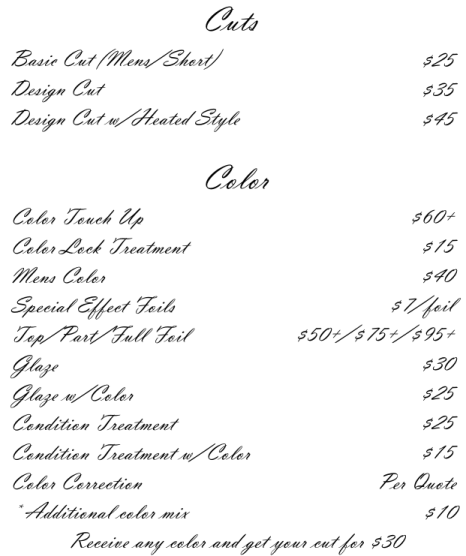 Cuts
Basic Cut (Mens/Short) $25
Design Cut $35
Design Cut w/Heated Style $45
Color
Color Touch Up $60+
Color Lock Treatment $15
Mens Color $40
Special Effect Foils $7/foil
Top/Part/Full Foil $50+/$75+/$95+
Glaze $30
Glaze w/Color $25
Condition Treatment $25
Condition Treatment w/Color $15
Color Correction Per Quote
*Additional color mix $10
Receive any color and get your cut for $30